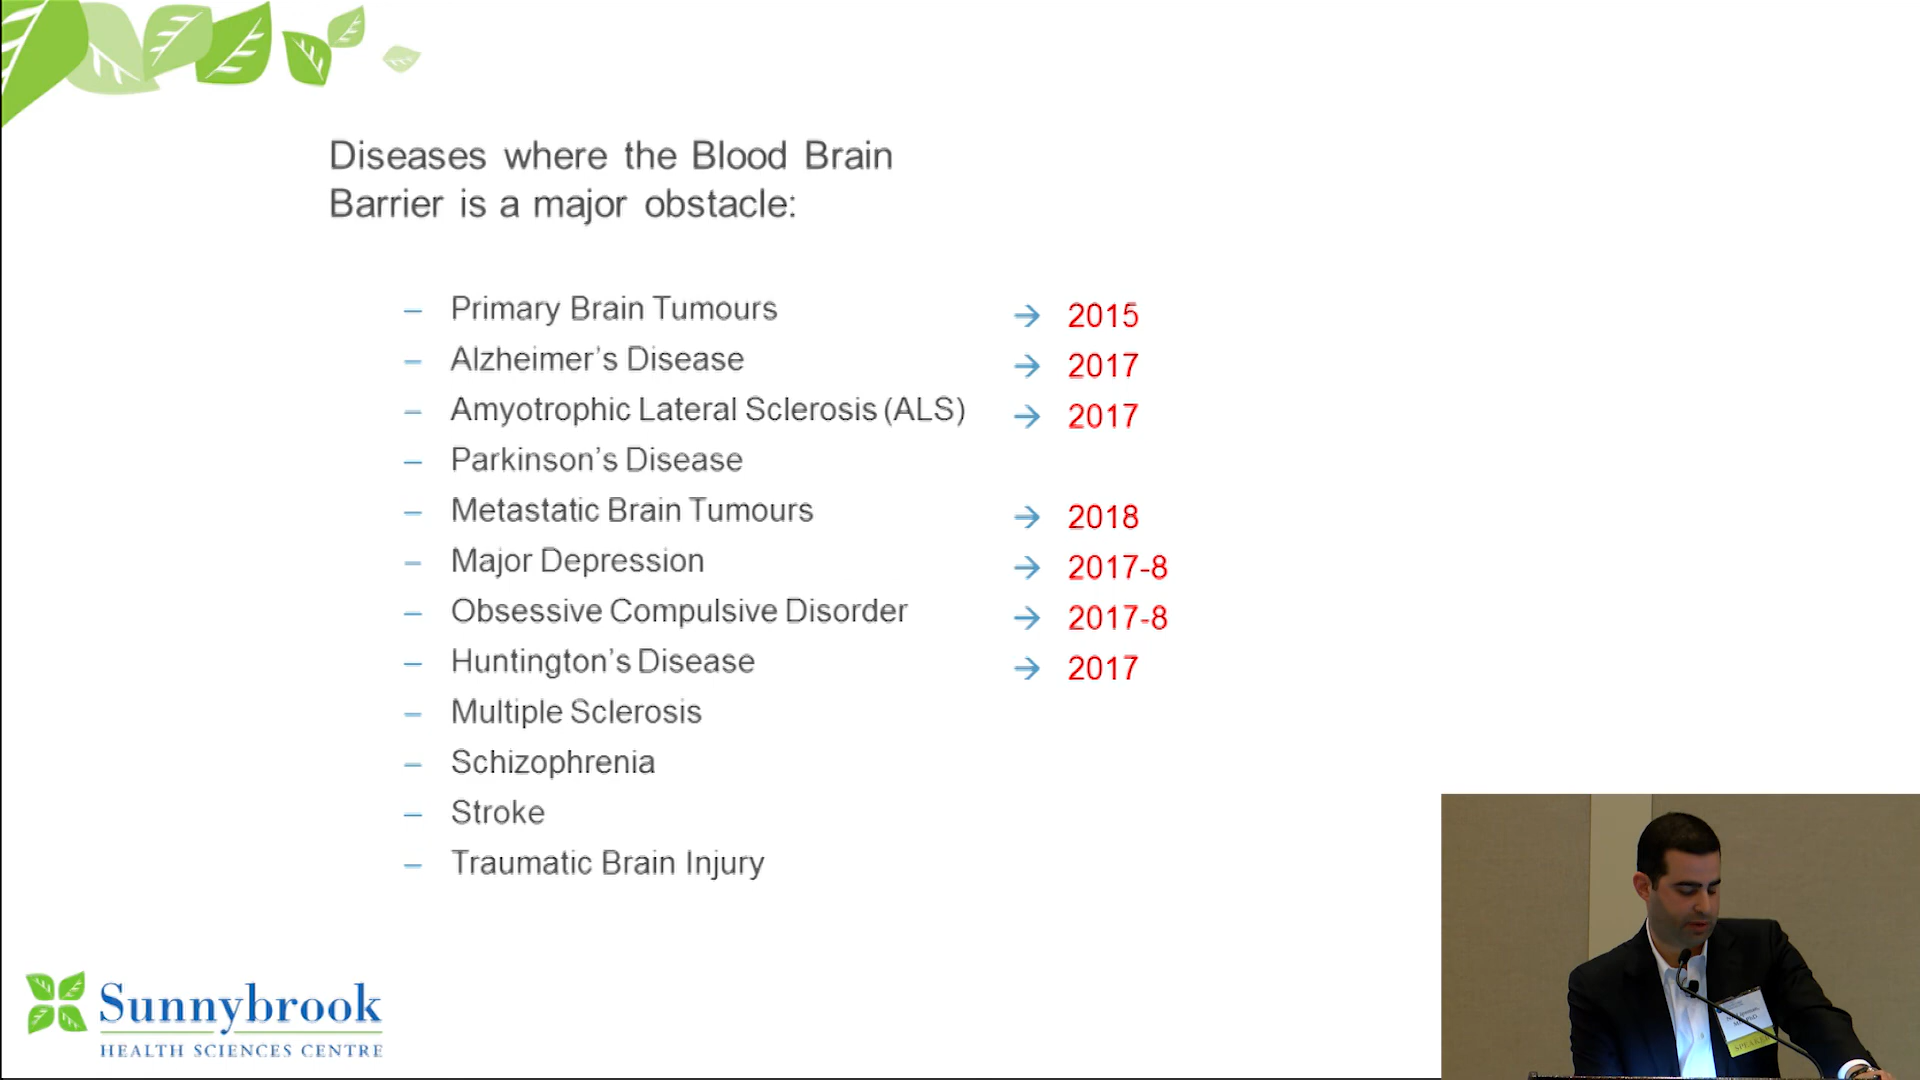 Diseases where the Blood Brain
Barrier is a major obstacle:
– Primary Brain Tumours → 2015
– Alzheimer's Disease → 2017
– Amyotrophic Lateral Sclerosis (ALS) → 2017
– Parkinson's Disease
– Metastatic Brain Tumours → 2018
– Major Depression → 2017-8
– Obsessive Compulsive Disorder → 2017-8
– Huntington's Disease → 2017
– Multiple Sclerosis
– Schizophrenia
– Stroke
– Traumatic Brain Injury
Sunnybrook
HEALTH SCIENCES CENTRE
SPEAKER